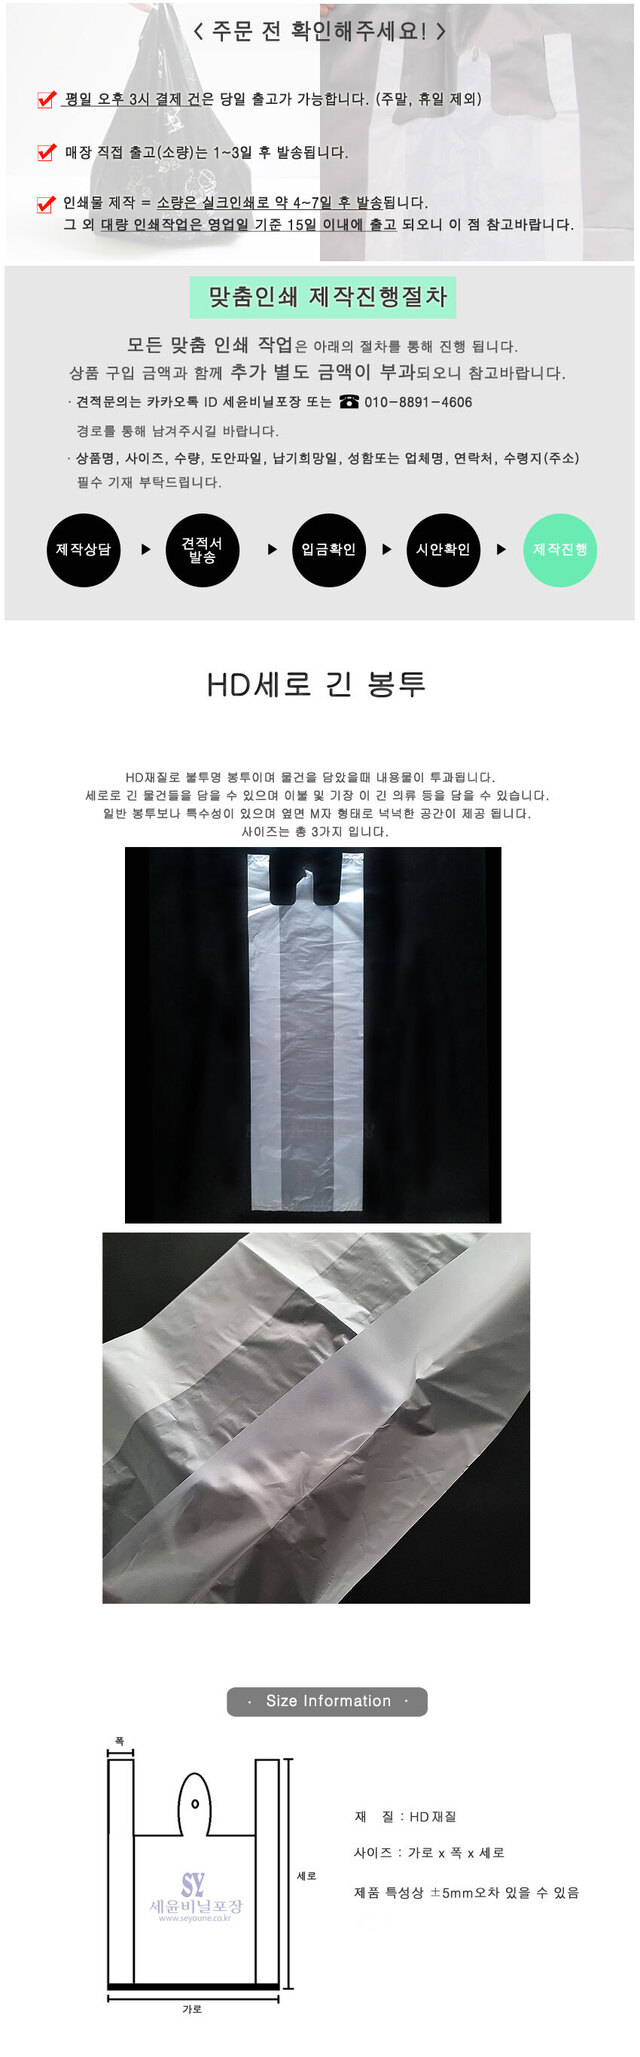 < 주문 전 확인해주세요! >
평일 오후 3시 결제 건은 당일 출고가 가능합니다. (주말, 휴일 제외)
매장 직접 출고(소량)는 1~3일 후 발송됩니다.
인쇄물 제작 = 소량은 실크인쇄로 약 4~7일 후 발송됩니다.
그 외 대량 인쇄작업은 영업일 기준 15일 이내에 출고 되오니 이 점 참고바랍니다.
맞춤인쇄 제작진행절차
모든 맞춤 인쇄 작업은 아래의 절차를 통해 진행 됩니다.
상품 구입 금액과 함께 추가 별도 금액이 부과되오니 참고바랍니다.
· 견적문의는 카카오톡 ID 세윤비닐포장 또는 ☎ 010-8891-4606
경로를 통해 남겨주시길 바랍니다.
· 상품명, 사이즈, 수량, 도안파일, 납기희망일, 성함또는 업체명, 연락처, 수령지(주소)
필수 기재 부탁드립니다.
제작상담 ▶ 견적서 발송 ▶ 입금확인 ▶ 시안확인 ▶ 제작진행
HD세로 긴 봉투
HD재질로 불투명 봉투이며 물건을 담았을때 내용물이 투과됩니다.
세로로 긴 물건들을 담을 수 있으며 이불 및 기장 이 긴 의류 등을 담을 수 있습니다.
일반 봉투보나 특수성이 있으며 옆면 M자 형태로 넉넉한 공간이 제공 됩니다.
사이즈는 총 3가지 입니다.
· Size Information ·
폭
재 질 : HD재질
사이즈 : 가로 x 폭 x 세로
세로
제품 특성상 ±5mm오차 있을 수 있음
SY
세윤비닐포장
www.seyoune.co.kr
가로